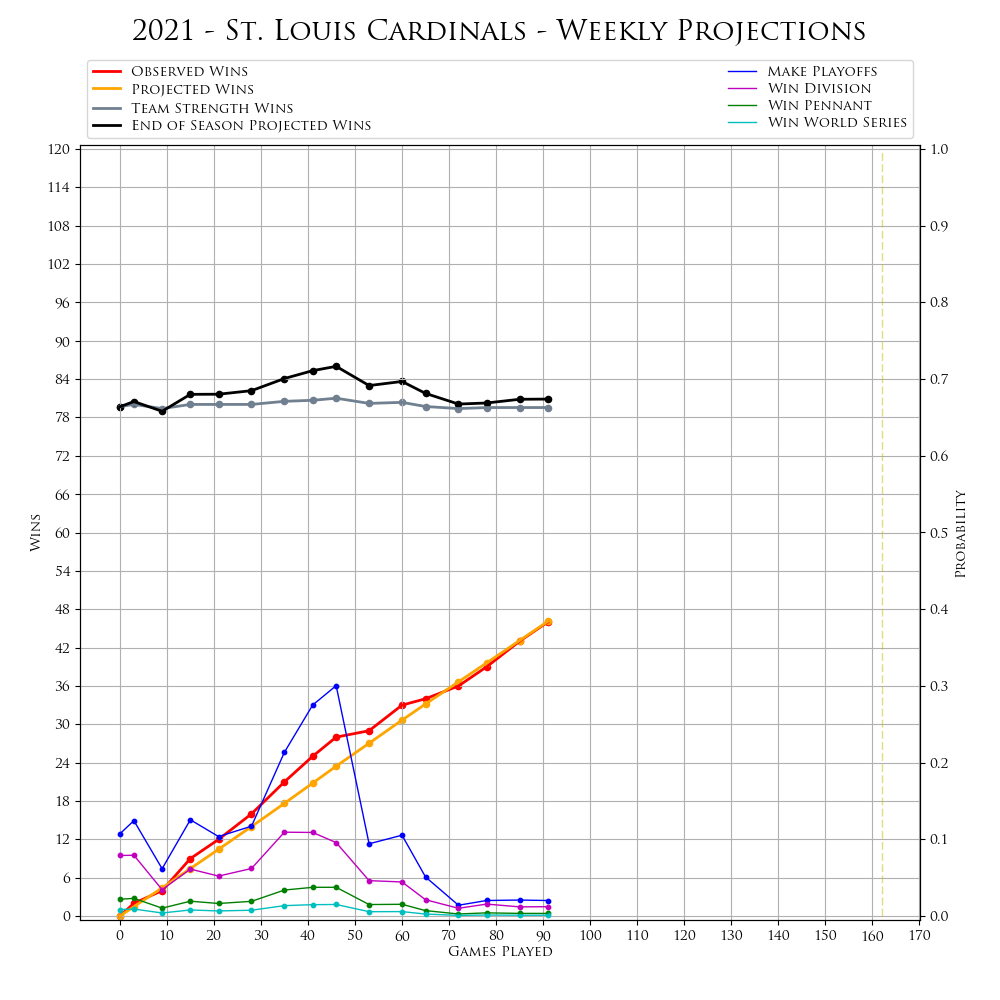 2021 - St. Louis Cardinals - Weekly Projections
Observed Wins
Projected Wins
Team Strength Wins
End of Season Projected Wins
Make Playoffs
Win Division
Win Pennant
Win World Series
120
114
108
102
96
90
84
78
72
66
60
54
48
42
36
30
24
18
12
6
0
Wins
1.0
0.9
0.8
0.7
0.6
0.5
0.4
0.3
0.2
0.1
0.0
Probability
0 10 20 30 40 50 60 70 80 90 100 110 120 130 140 150 160 170
Games Played